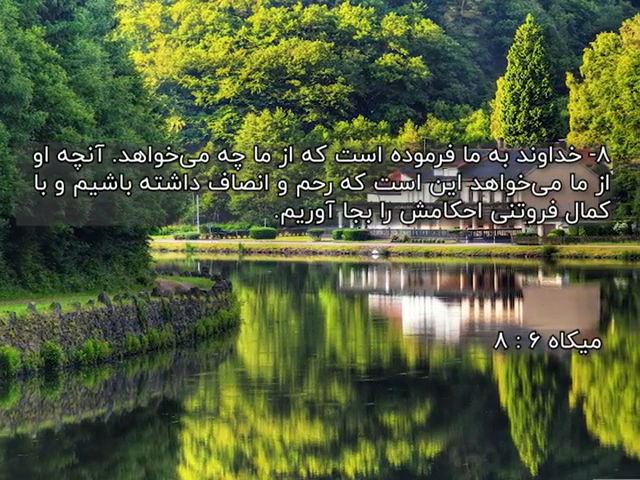 ۸- خداوند به ما فرموده است که از ما چه می‌خواهد. آنچه او
از ما می‌خواهد این است که رحم و انصاف داشته باشیم و با
کمال فروتنی احکامش را بجا آوریم.
میکاه ۶ : ۸